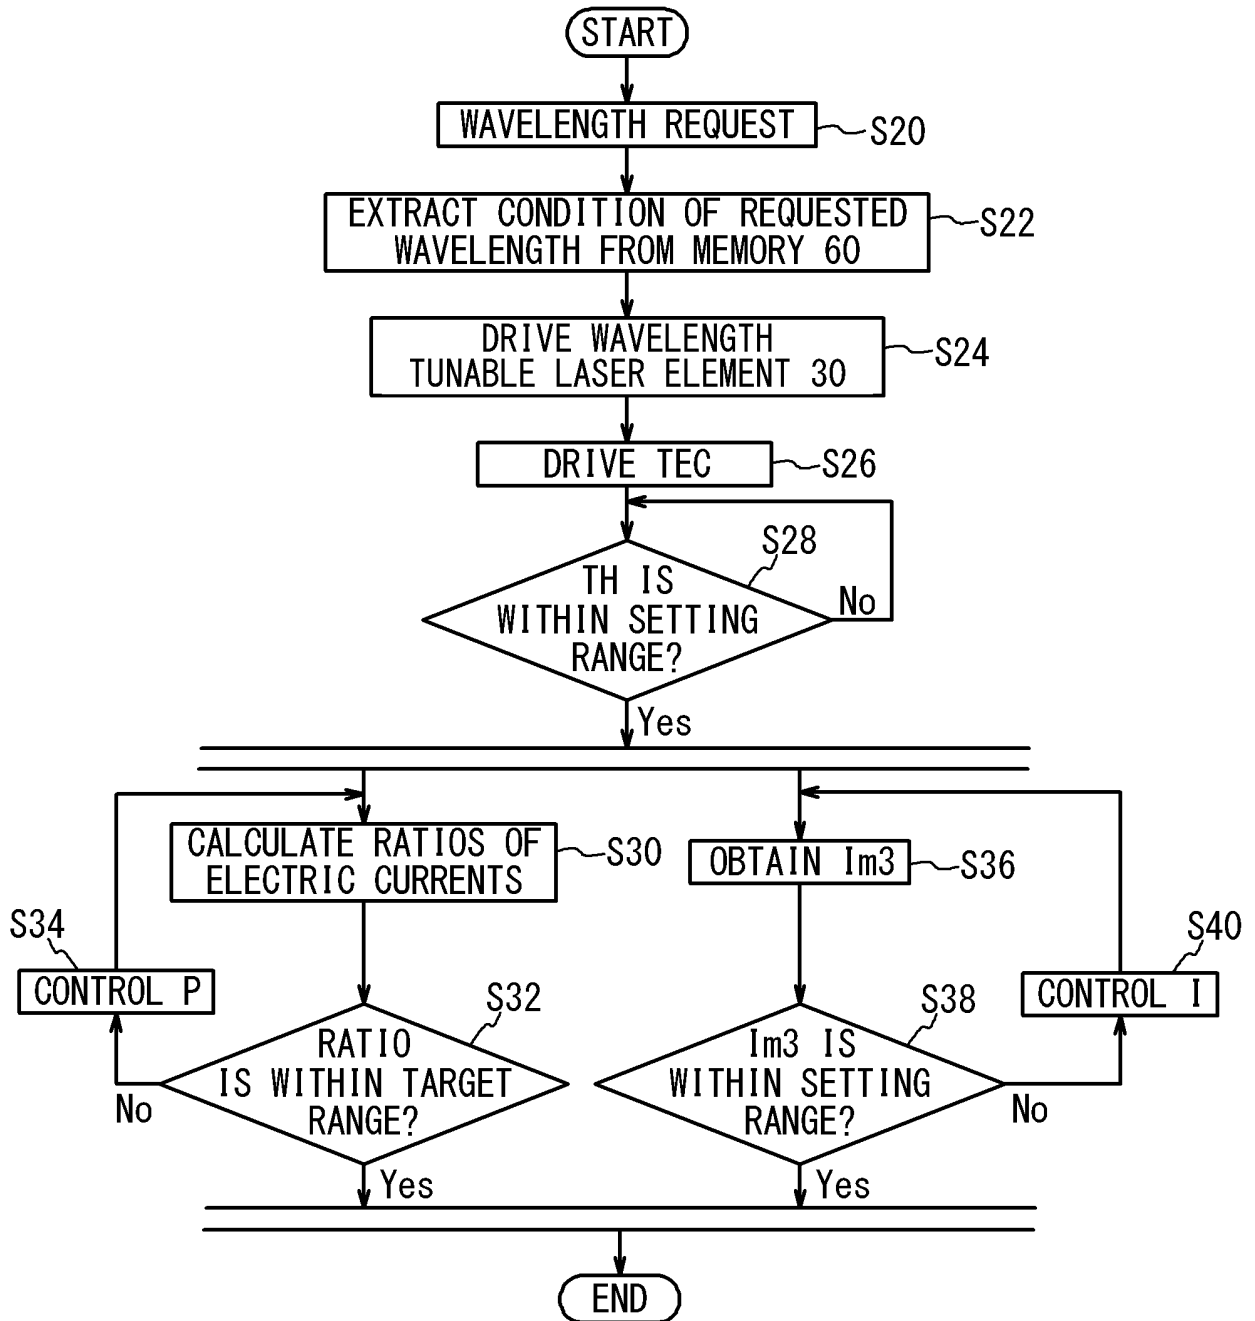 START
WAVELENGTH REQUEST
S20
EXTRACT CONDITION OF REQUESTED
WAVELENGTH FROM MEMORY 60
S22
DRIVE WAVELENGTH
TUNABLE LASER ELEMENT 30
S24
DRIVE TEC
S26
S28
TH IS
WITHIN SETTING
RANGE?
No
Yes
CALCULATE RATIOS OF
ELECTRIC CURRENTS
S30
OBTAIN Im3
S36
S34
CONTROL P
S40
CONTROL I
S32
RATIO
IS WITHIN TARGET
RANGE?
No
Yes
S38
Im3 IS
WITHIN SETTING
RANGE?
No
Yes
END